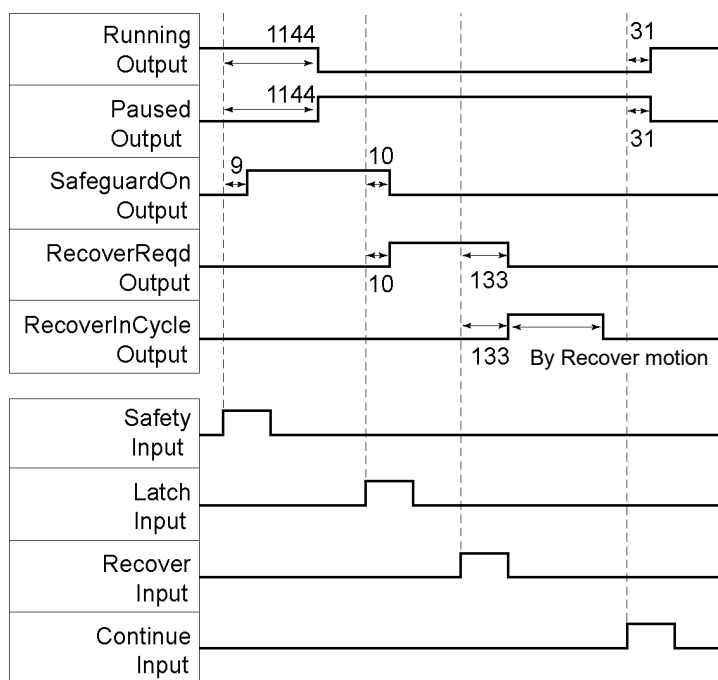 Running
Output
1144
31
Paused
Output
1144
31
SafeguardOn
Output
9
10
RecoverReqd
Output
10
133
RecoverInCycle
Output
133
By Recover motion
Safety
Input
Latch
Input
Recover
Input
Continue
Input